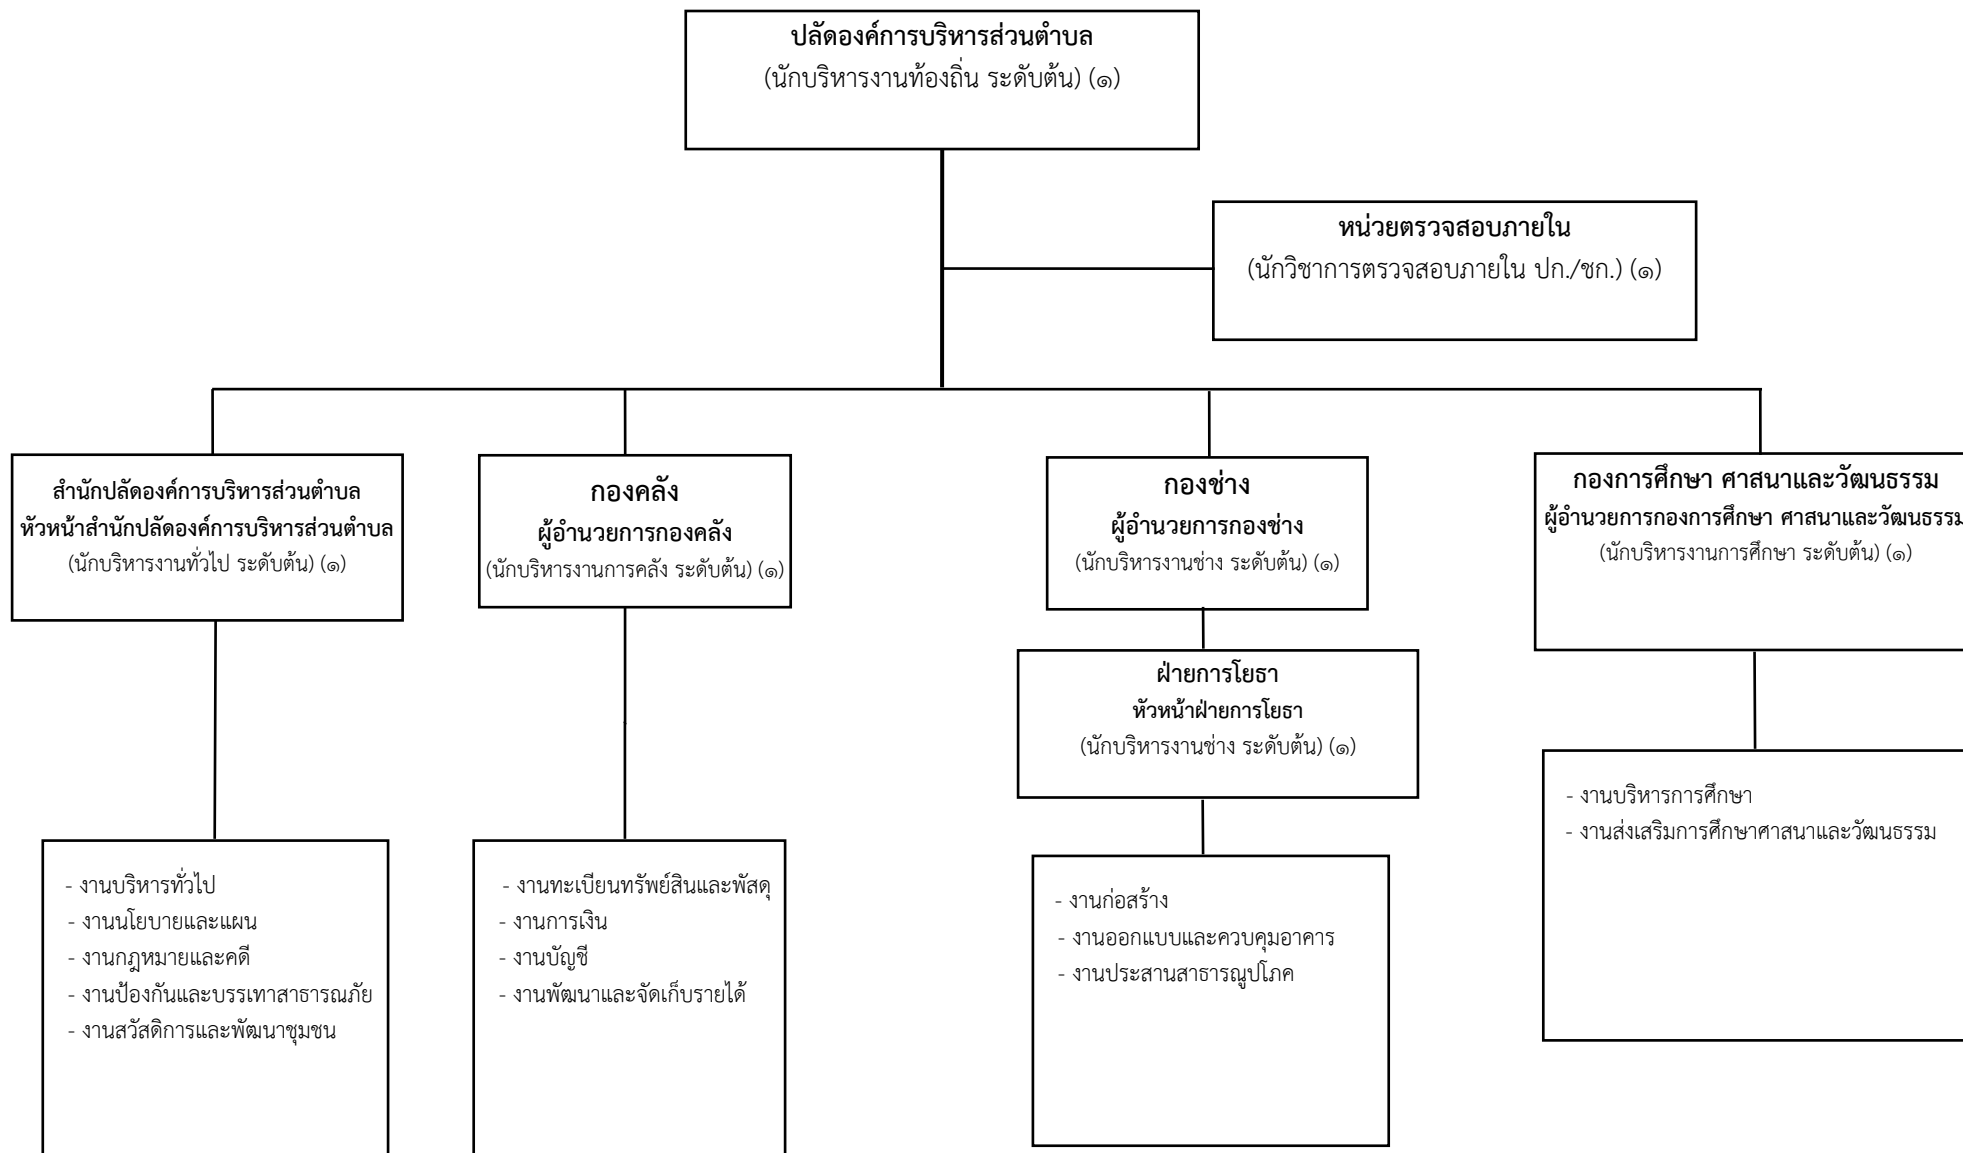 ปลัดองค์การบริหารส่วนตำบล
(นักบริหารงานท้องถิ่น ระดับต้น) (๑)
หน่วยตรวจสอบภายใน
(นักวิชาการตรวจสอบภายใน ปก./ชก.) (๑)
สำนักปลัดองค์การบริหารส่วนตำบล
หัวหน้าสำนักปลัดองค์การบริหารส่วนตำบล
(นักบริหารงานทั่วไป ระดับต้น) (๑)
กองคลัง
ผู้อำนวยการกองคลัง
(นักบริหารงานการคลัง ระดับต้น) (๑)
กองช่าง
ผู้อำนวยการกองช่าง
(นักบริหารงานช่าง ระดับต้น) (๑)
กองการศึกษา ศาสนาและวัฒนธรรม
ผู้อำนวยการกองการศึกษา ศาสนาและวัฒนธรรม
(นักบริหารงานการศึกษา ระดับต้น) (๑)
ฝ่ายการโยธา
หัวหน้าฝ่ายการโยธา
(นักบริหารงานช่าง ระดับต้น) (๑)
- งานบริหารทั่วไป
- งานนโยบายและแผน
- งานกฎหมายและคดี
- งานป้องกันและบรรเทาสาธารณภัย
- งานสวัสดิการและพัฒนาชุมชน
- งานทะเบียนทรัพย์สินและพัสดุ
- งานการเงิน
- งานบัญชี
- งานพัฒนาและจัดเก็บรายได้
- งานก่อสร้าง
- งานออกแบบและควบคุมอาคาร
- งานประสานสาธารณูปโภค
- งานบริหารการศึกษา
- งานส่งเสริมการศึกษาศาสนาและวัฒนธรรม